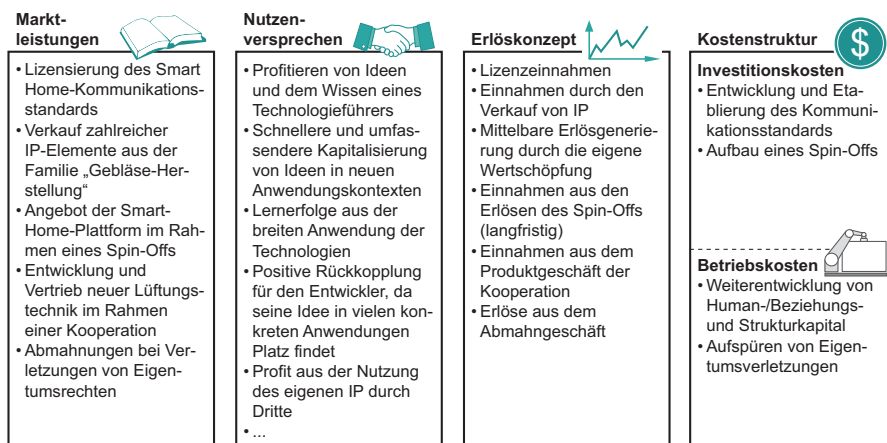 Markt-
leistungen
• Lizensierung des Smart
Home-Kommunikations-
standards
• Verkauf zahlreicher
IP-Elemente aus der
Familie „Gebläse-Her-
stellung“
• Angebot der Smart-
Home-Plattform im Rah-
men eines Spin-Offs
• Entwicklung und
Vertrieb neuer Lüftungs-
technik im Rahmen
einer Kooperation
• Abmahnungen bei Ver-
letzungen von Eigen-
tumsrechten
Nutzen-
versprechen
• Profitieren von Ideen
und dem Wissen eines
Technologieführers
• Schnellere und umfas-
sendere Kapitalisierung
von Ideen in neuen
Anwendungskontexten
• Lernerfolge aus der
breiten Anwendung der
Technologien
• Positive Rückkopplung
für den Entwickler, da
seine Idee in vielen kon-
kreten Anwendungen
Platz findet
• Profit aus der Nutzung
des eigenen IP durch
Dritte
• ...
Erlöskonzept
• Lizenzeinnahmen
• Einnahmen durch den
Verkauf von IP
• Mittelbare Erlösgenerie-
rung durch die eigene
Wertschöpfung
• Einnahmen aus den
Erlösen des Spin-Offs
(langfristig)
• Einnahmen aus dem
Produktgeschäft der
Kooperation
• Erlöse aus dem
Abmahngeschäft
Kostenstruktur
$
Investitionskosten
• Entwicklung und Eta-
blierung des Kommuni-
kationsstandards
• Aufbau eines Spin-Offs
Betriebskosten
• Weiterentwicklung von
Human-/Beziehungs-
und Strukturkapital
• Aufspüren von Eigen-
tumsverletzungen